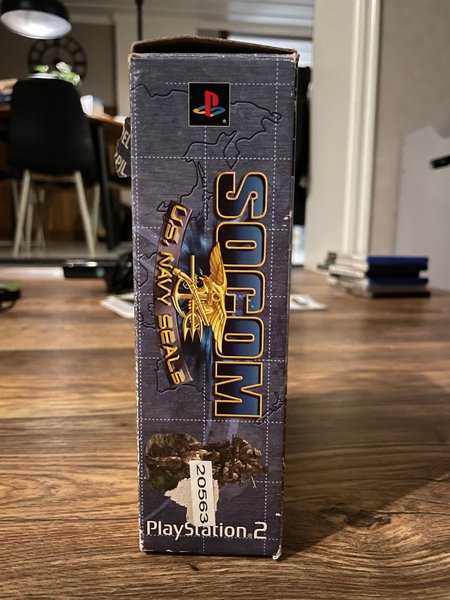 SOCOM
U.S. NAVY SEALS
20563
PlayStation®2